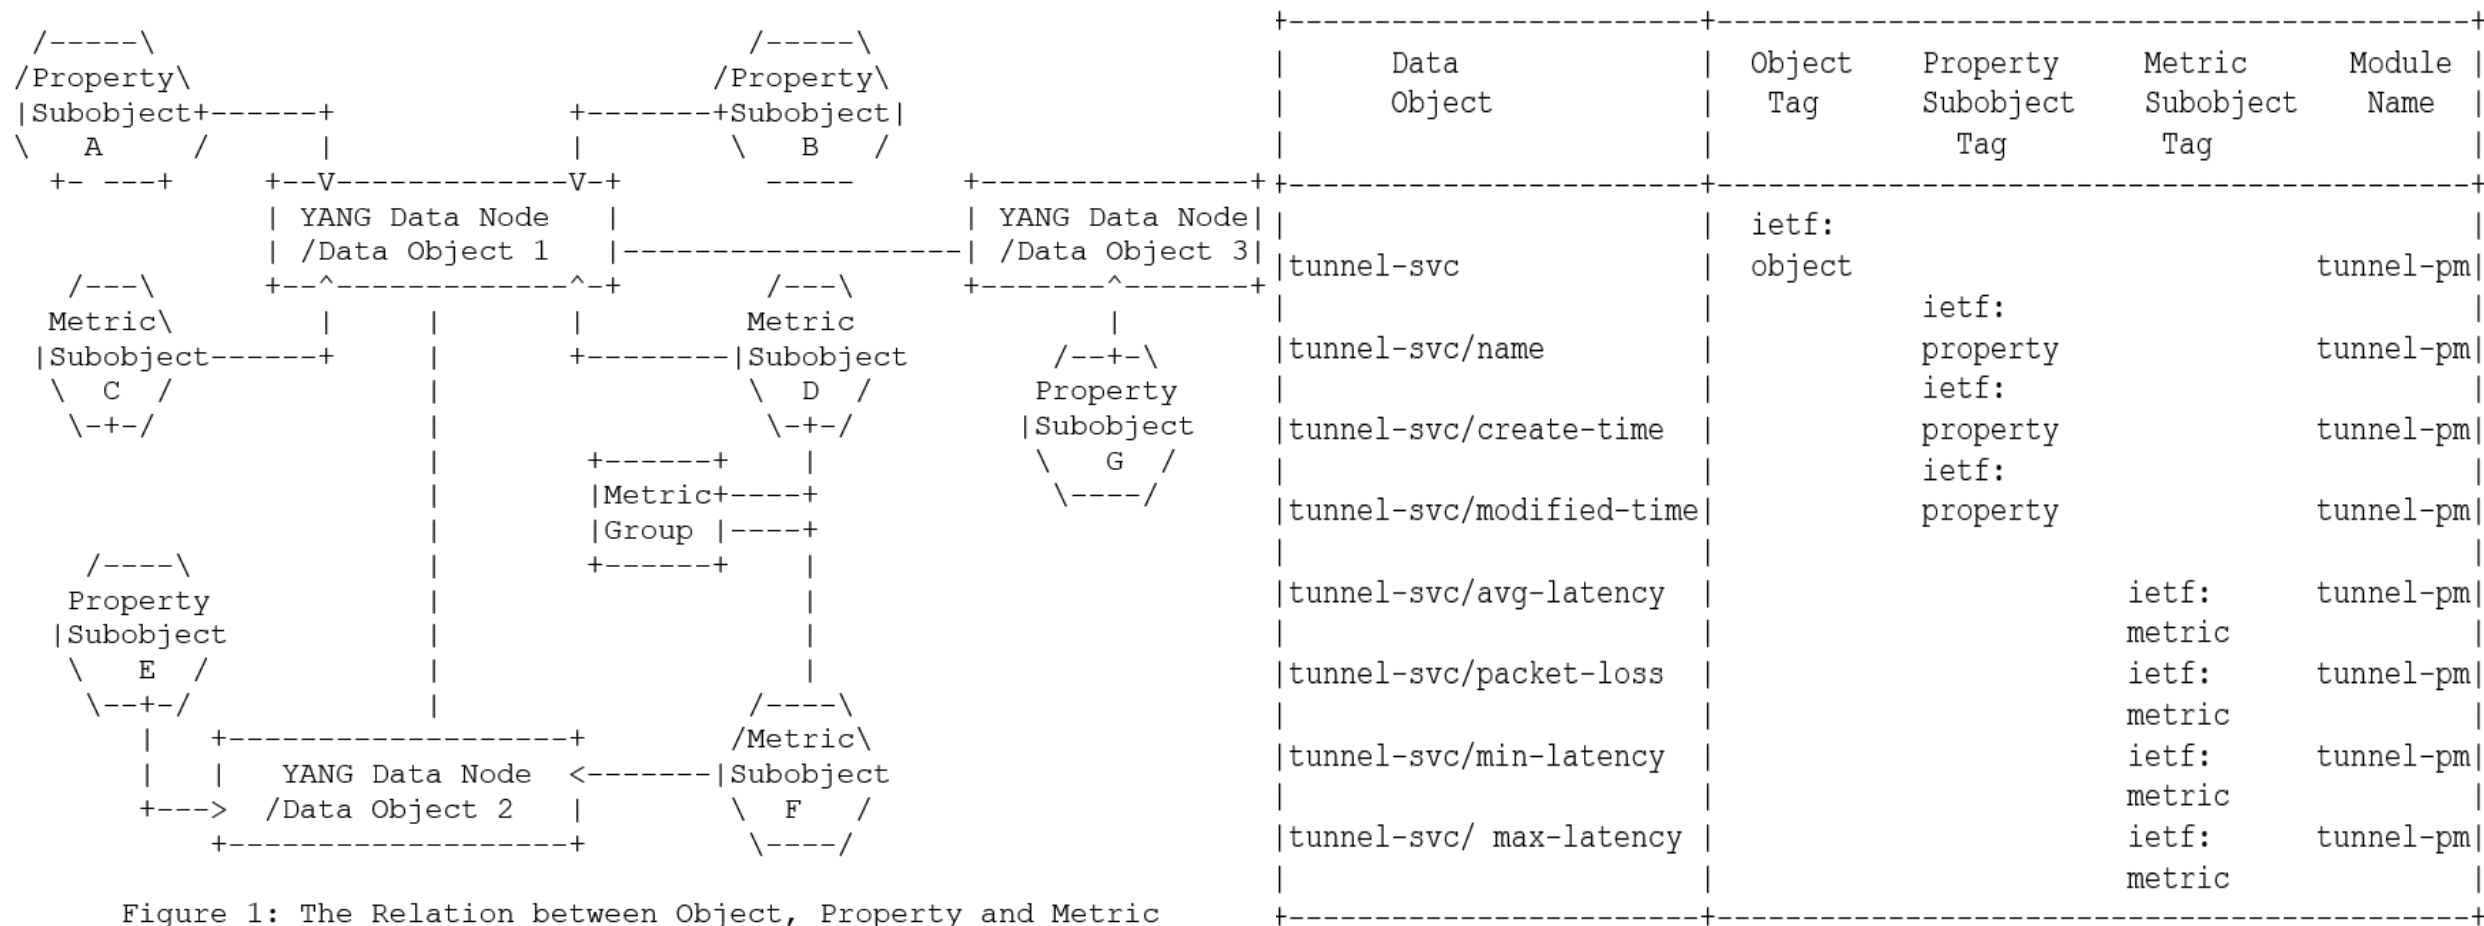 /-----\                                  /-----\
/Property\                             /Property\
|Subobject+------+             +-------+Subobject|
\   A     /      |             |        \   B   /
+- ---+     +--V-------------V-+        -----      +---------------+
| YANG Data Node   |                   | YANG Data Node|
| /Data Object 1   |-------------------| /Data Object 3|
/---\      +--^-------------^-+        /---\      +-------^-------+
Metric\        |     |       |         Metric              |
|Subobject------+     |       +--------|Subobject        /--+-\
\  C  /              |                 \  D  /         Property
\-+-/               |                  \-+-/         |Subobject
|        +------+    |             \   G  /
|        |Metric+----+              \----/
|        |Group |----+
/----\             |        +------+    |
Property            |                    |
|Subobject           |                    |
\   E  /            |                    |
\--+-/             |                 /----\
|   +-------------------+        /Metric\
|   |   YANG Data Node  <-------|Subobject
+--->  /Data Object 2   |        \  F   /
+-------------------+         \----/
Figure 1: The Relation between Object, Property and Metric
+------------------------+--------------------------------------------+
|      Data              |  Object    Property     Metric      Module |
|      Object            |   Tag      Subobject    Subobject    Name  |
|                        |              Tag         Tag               |
+------------------------+--------------------------------------------+
|                        |  ietf:                                     |
|tunnel-svc              |  object                           tunnel-pm|
|                        |            ietf:                           |
|tunnel-svc/name         |            property               tunnel-pm|
|                        |            ietf:                           |
|tunnel-svc/create-time  |            property               tunnel-pm|
|                        |            ietf:                           |
|tunnel-svc/modified-time|            property               tunnel-pm|
|                        |                                            |
|tunnel-svc/avg-latency  |                        ietf:      tunnel-pm|
|                        |                        metric              |
|tunnel-svc/packet-loss  |                        ietf:      tunnel-pm|
|                        |                        metric              |
|tunnel-svc/min-latency  |                        ietf:      tunnel-pm|
|                        |                        metric              |
|tunnel-svc/ max-latency |                        ietf:      tunnel-pm|
|                        |                        metric              |
+------------------------+--------------------------------------------+